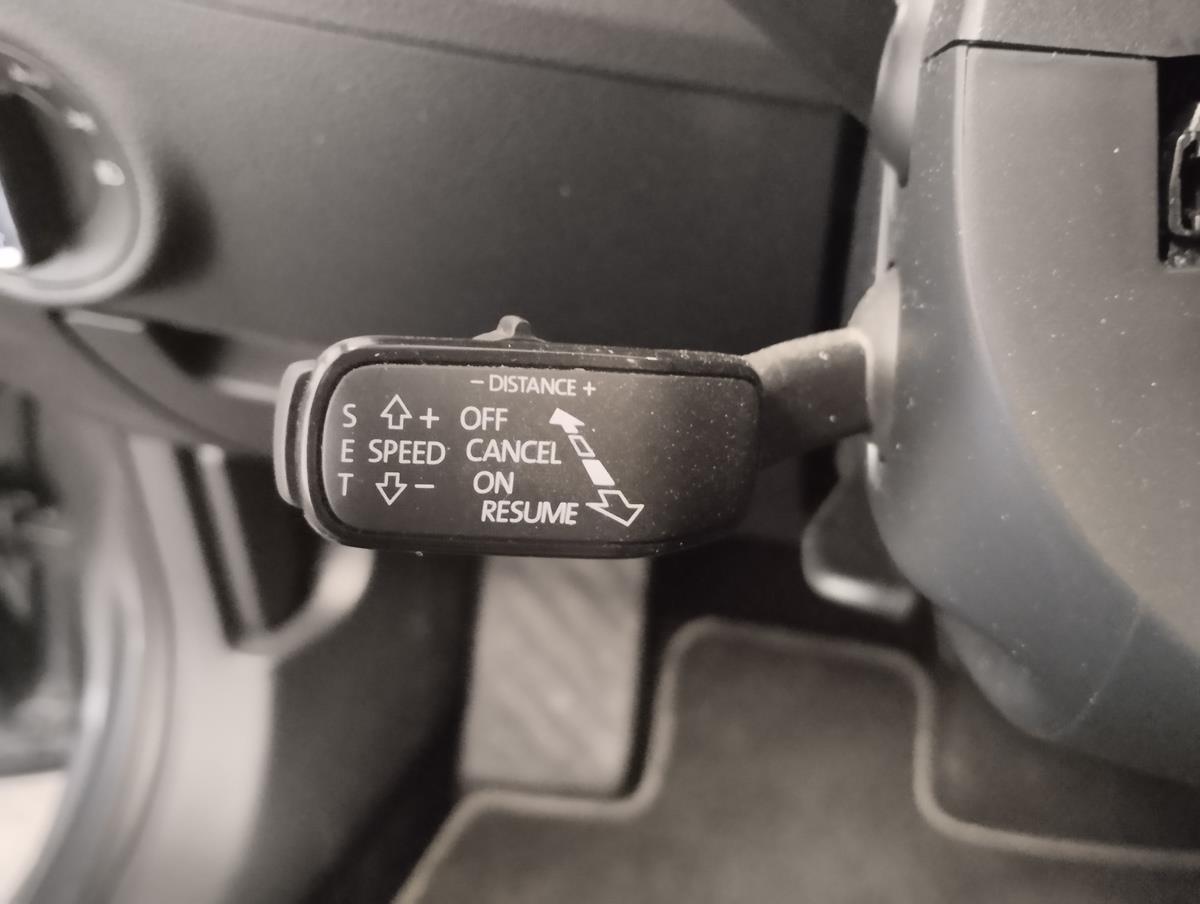 - DISTANCE +
S + OFF
E SPEED CANCEL
T - ON
RESUME